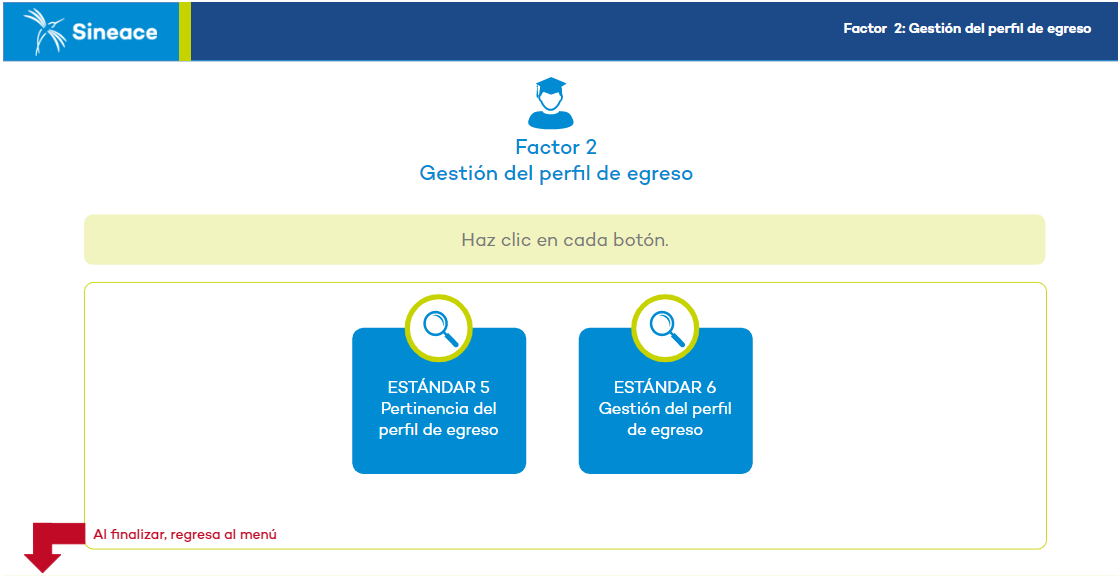 Sineace
Factor 2: Gestión del perfil de egreso
Factor 2
Gestión del perfil de egreso
Haz clic en cada botón.
ESTÁNDAR 5
Pertinencia del
perfil de egreso
ESTÁNDAR 6
Gestión del perfil
de egreso
Al finalizar, regresa al menú